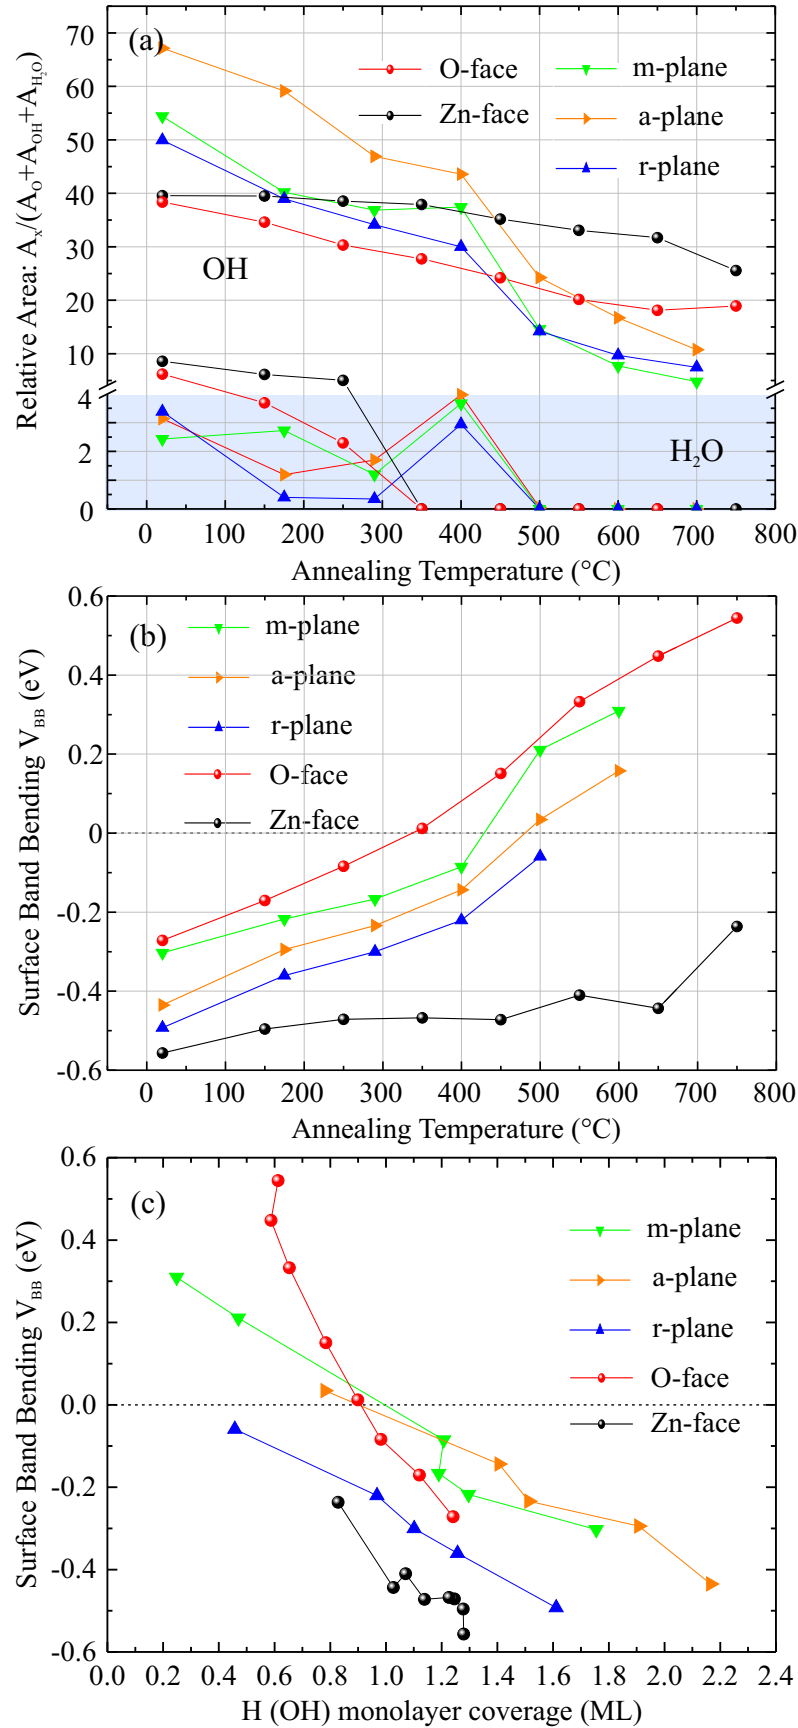 (a)
Relative Area: Aₓ/(A_O+A_OH+A_H₂O)
80
70
60
50
40
30
20
10
4
2
0
O-face
Zn-face
m-plane
a-plane
r-plane
OH
H₂O
0 100 200 300 400 500 600 700 800
Annealing Temperature (°C)
(b)
Surface Band Bending V_BB (eV)
0.6
0.4
0.2
0
-0.2
-0.4
-0.6
m-plane
a-plane
r-plane
O-face
Zn-face
0 100 200 300 400 500 600 700 800
Annealing Temperature (°C)
(c)
Surface Band Bending V_BB (eV)
0.6
0.4
0.2
0.0
-0.2
-0.4
-0.6
m-plane
a-plane
r-plane
O-face
Zn-face
0.0 0.2 0.4 0.6 0.8 1.0 1.2 1.4 1.6 1.8 2.0 2.2 2.4
H (OH) monolayer coverage (ML)